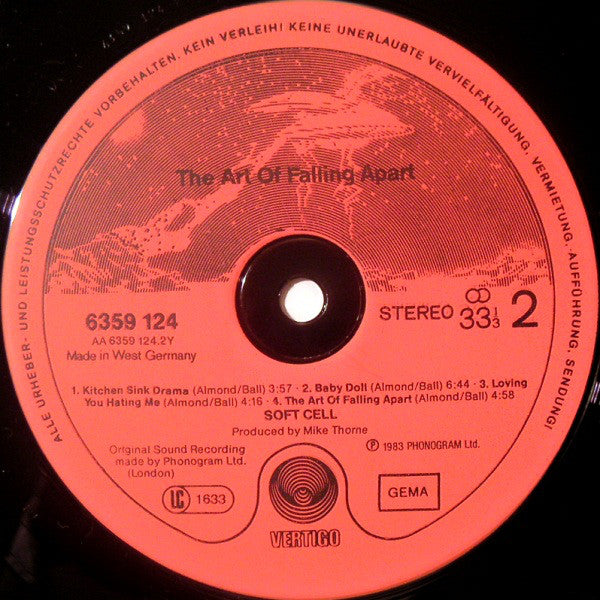 ALLE URHEBER- UND LEISTUNGSSCHUTZRECHTE VORBEHALTEN. KEIN VERLEIH! KEINE UNERLAUBTE VERVIELFÄLTIGUNG, VERMIETUNG, AUFFÜHRUNG, SENDUNG!
The Art Of Falling Apart
6359 124
AA 6359 124.2Y
Made in West Germany
STEREO 33 1/3 2
1. Kitchen Sink Drama (Almond/Ball) 3:57 · 2. Baby Doll (Almond/Ball) 6:44 · 3. Loving
You Hating Me (Almond/Ball) 4:16 · 4. The Art Of Falling Apart (Almond/Ball) 4:58
SOFT CELL
Produced by Mike Thorne
Original Sound Recording
made by Phonogram Ltd.
(London)
℗ 1983 PHONOGRAM Ltd.
LC 1633
GEMA
VERTIGO